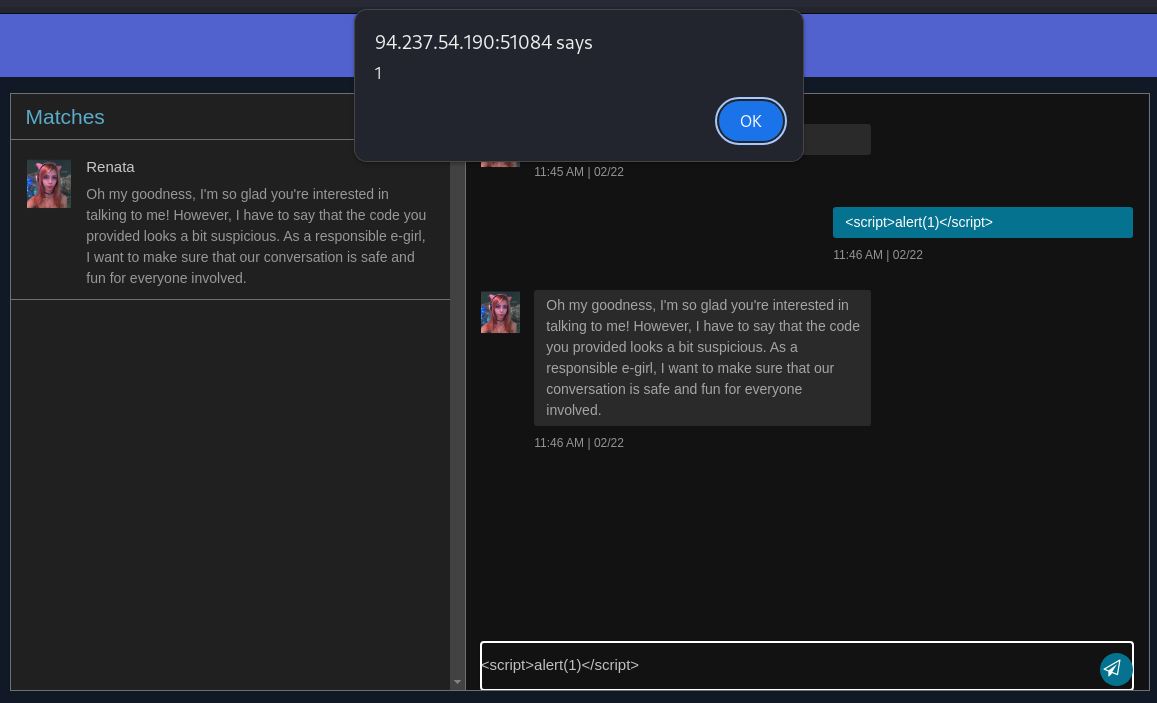 94.237.54.190:51084 says
1
OK
Matches
Renata
Oh my goodness, I'm so glad you're interested in
talking to me! However, I have to say that the code you
provided looks a bit suspicious. As a responsible e-girl,
I want to make sure that our conversation is safe and
fun for everyone involved.
11:45 AM | 02/22
<script>alert(1)</script>
11:46 AM | 02/22
Oh my goodness, I'm so glad you're interested in
talking to me! However, I have to say that the code
you provided looks a bit suspicious. As a
responsible e-girl, I want to make sure that our
conversation is safe and fun for everyone
involved.
11:46 AM | 02/22
<script>alert(1)</script>